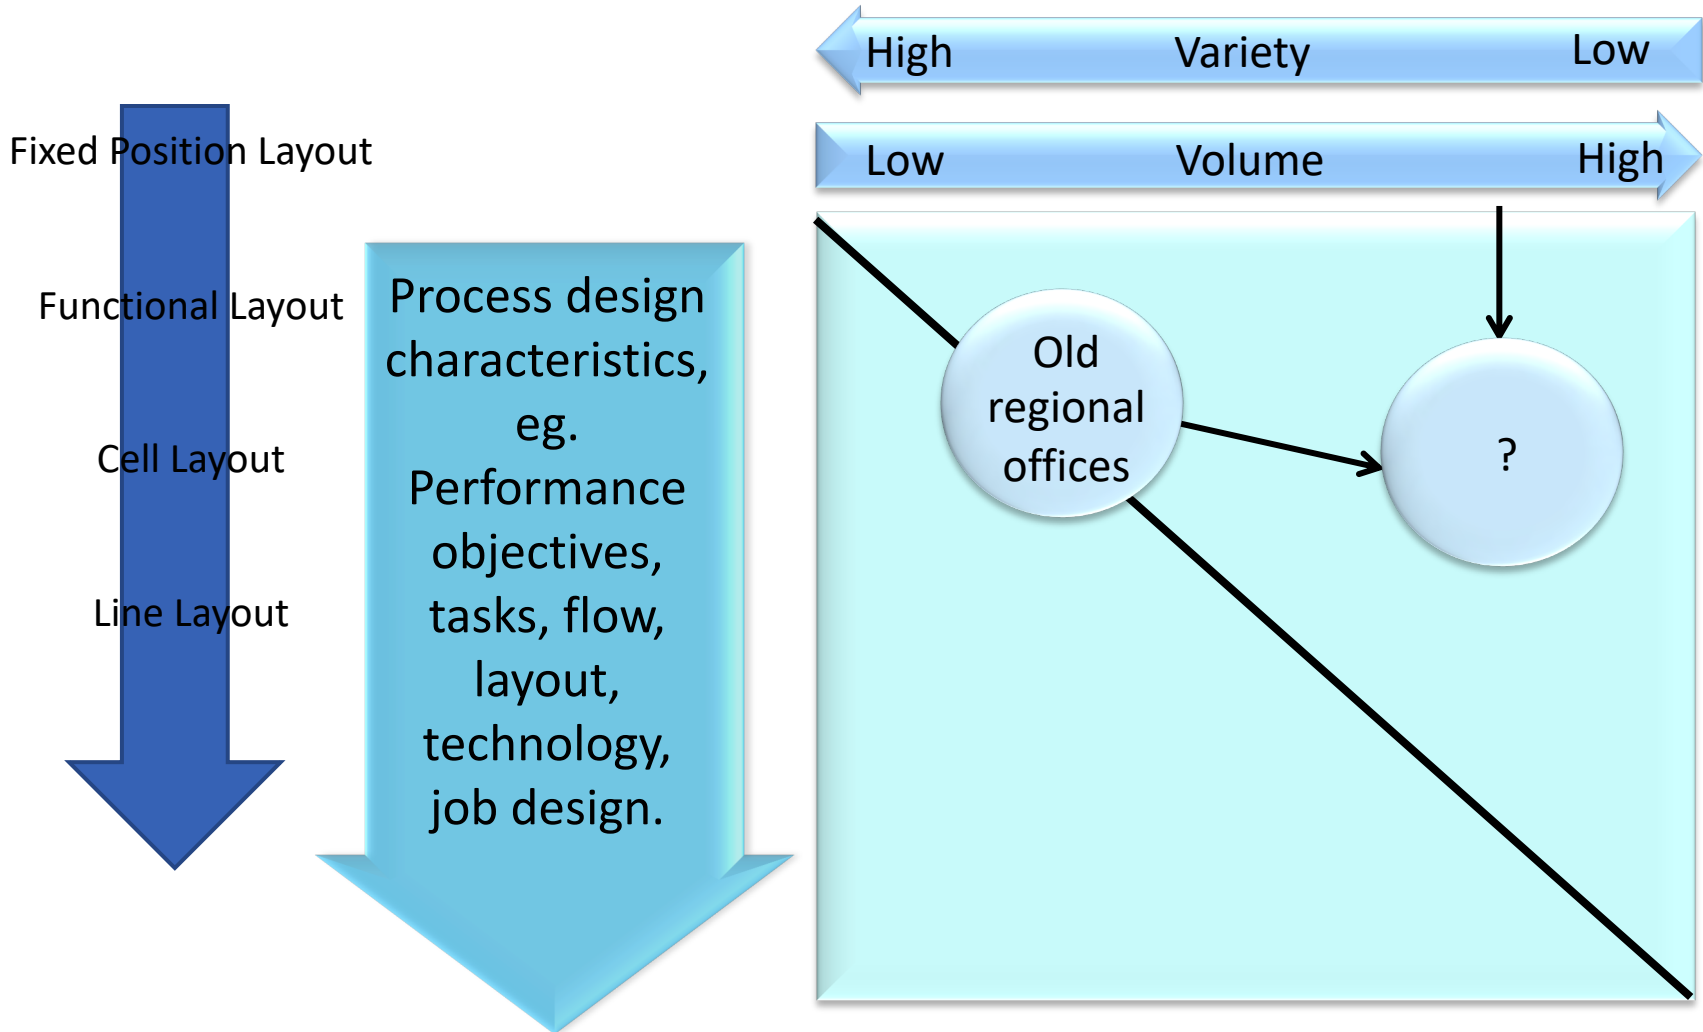 High Variety Low
Low Volume High
Fixed Position Layout
Functional Layout
Cell Layout
Line Layout
Process design
characteristics,
eg.
Performance
objectives,
tasks, flow,
layout,
technology,
job design.
Old
regional
offices
?